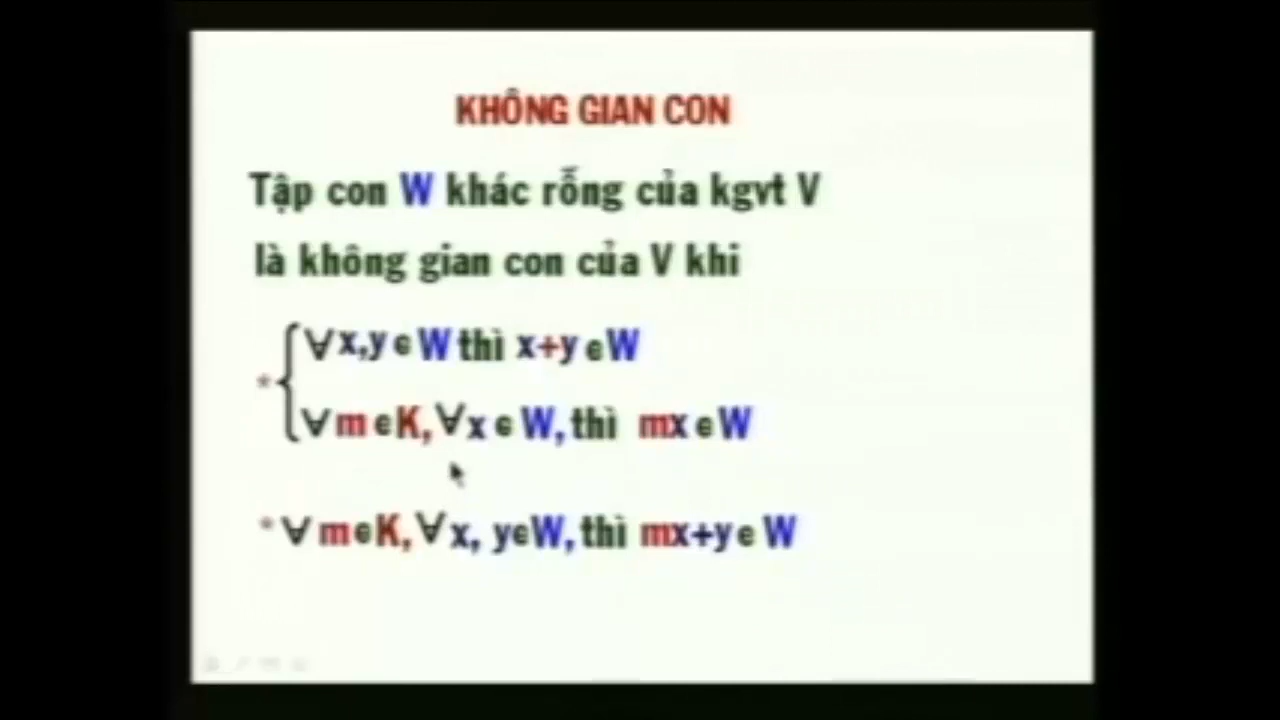 KHÔNG GIAN CON
Tập con W khác rỗng của kgvt V
là không gian con của V khi
* ∀x,y∈W thì x+y∈W
∀m∈K,∀x∈W,thì mx∈W
* ∀m∈K,∀x, y∈W,thì mx+y∈W